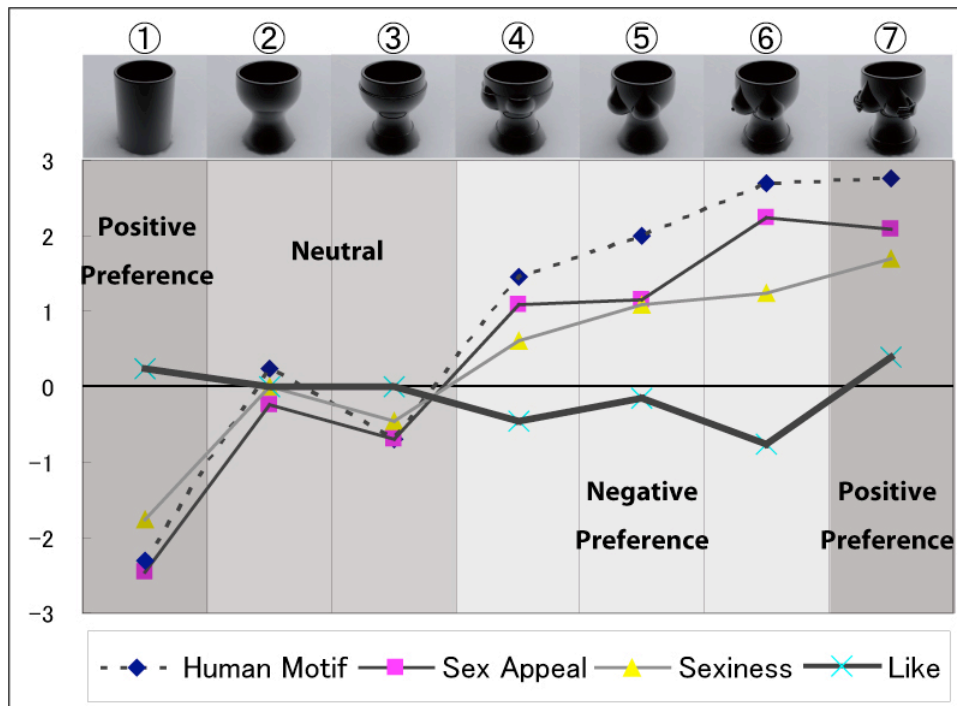 ① ② ③ ④ ⑤ ⑥ ⑦
3
Positive
Preference
Neutral
2
1
0
-1
Negative
Preference
Positive
Preference
-2
-3
Human Motif Sex Appeal Sexiness Like